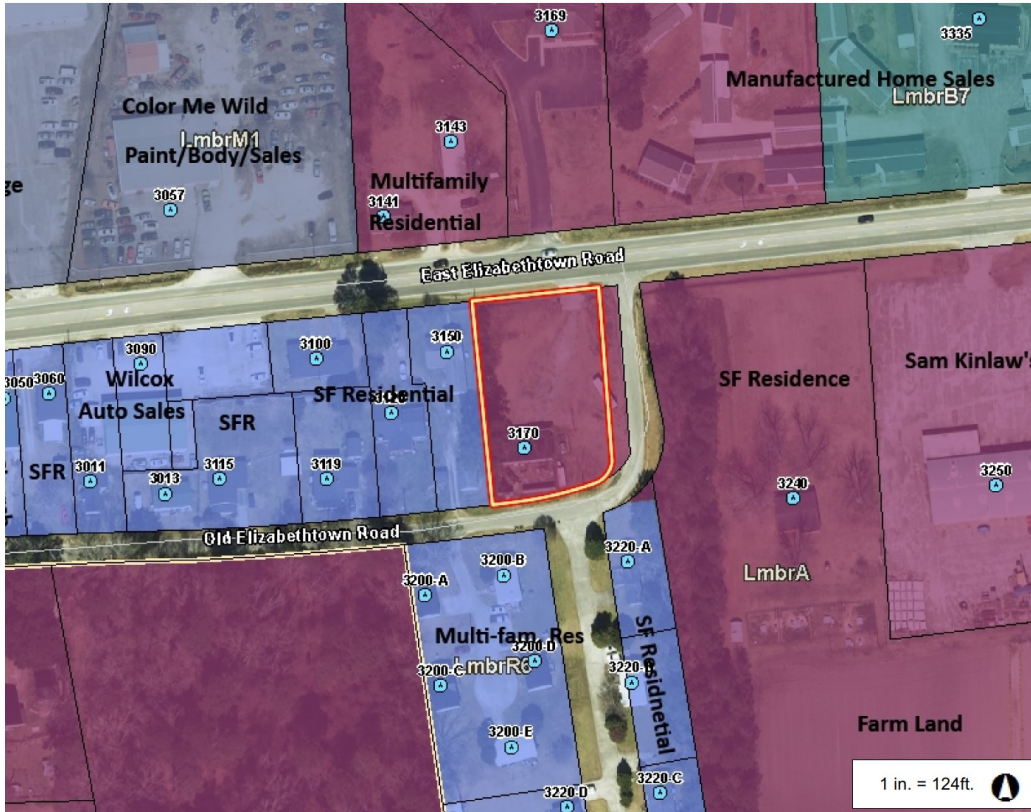 3169
3335
Manufactured Home Sales
LmbrB7
Color Me Wild
LmbrM1
Paint/Body/Sales
3143
3057
Multifamily
3141
Residential
ge
East Elizabethtown Road
3090
3100
3150
3050
3060
Wilcox
Auto Sales
SF Residential
SFR
SFR
3011
3013
3115
3119
3170
SF Residence
Sam Kinlaw's
3240
3250
Old Elizabethtown Road
3200-A
3200-B
3220-A
LmbrA
Multi-fam. Res
3200-D
LmbrR6
3200-C
SF Residnetial
3200-E
Farm Land
3220-D
3220-C
1 in. = 124ft.